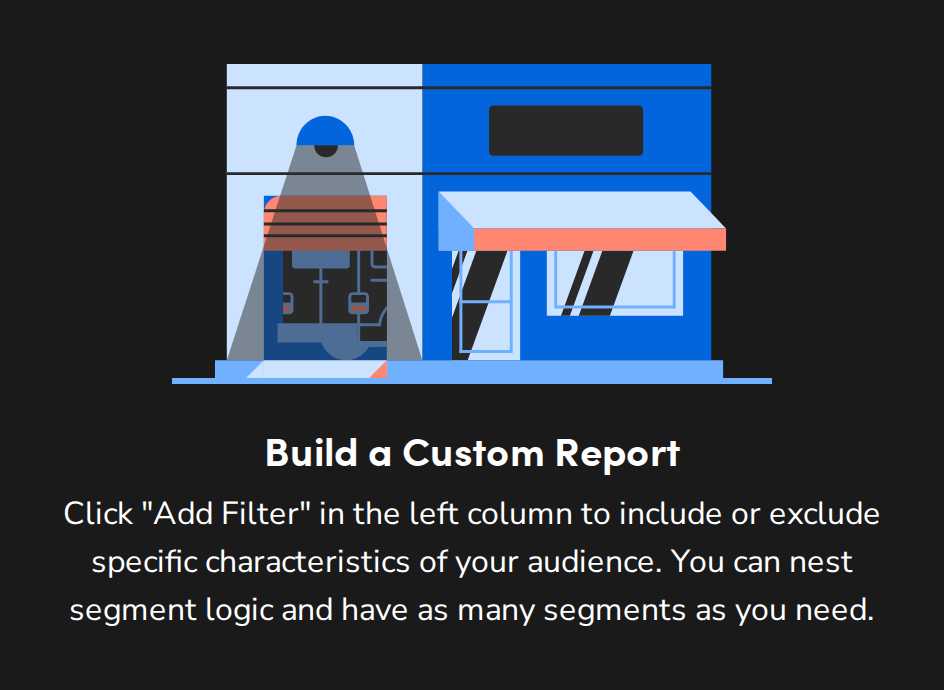 Build a Custom Report
Click "Add Filter" in the left column to include or exclude
specific characteristics of your audience. You can nest
segment logic and have as many segments as you need.